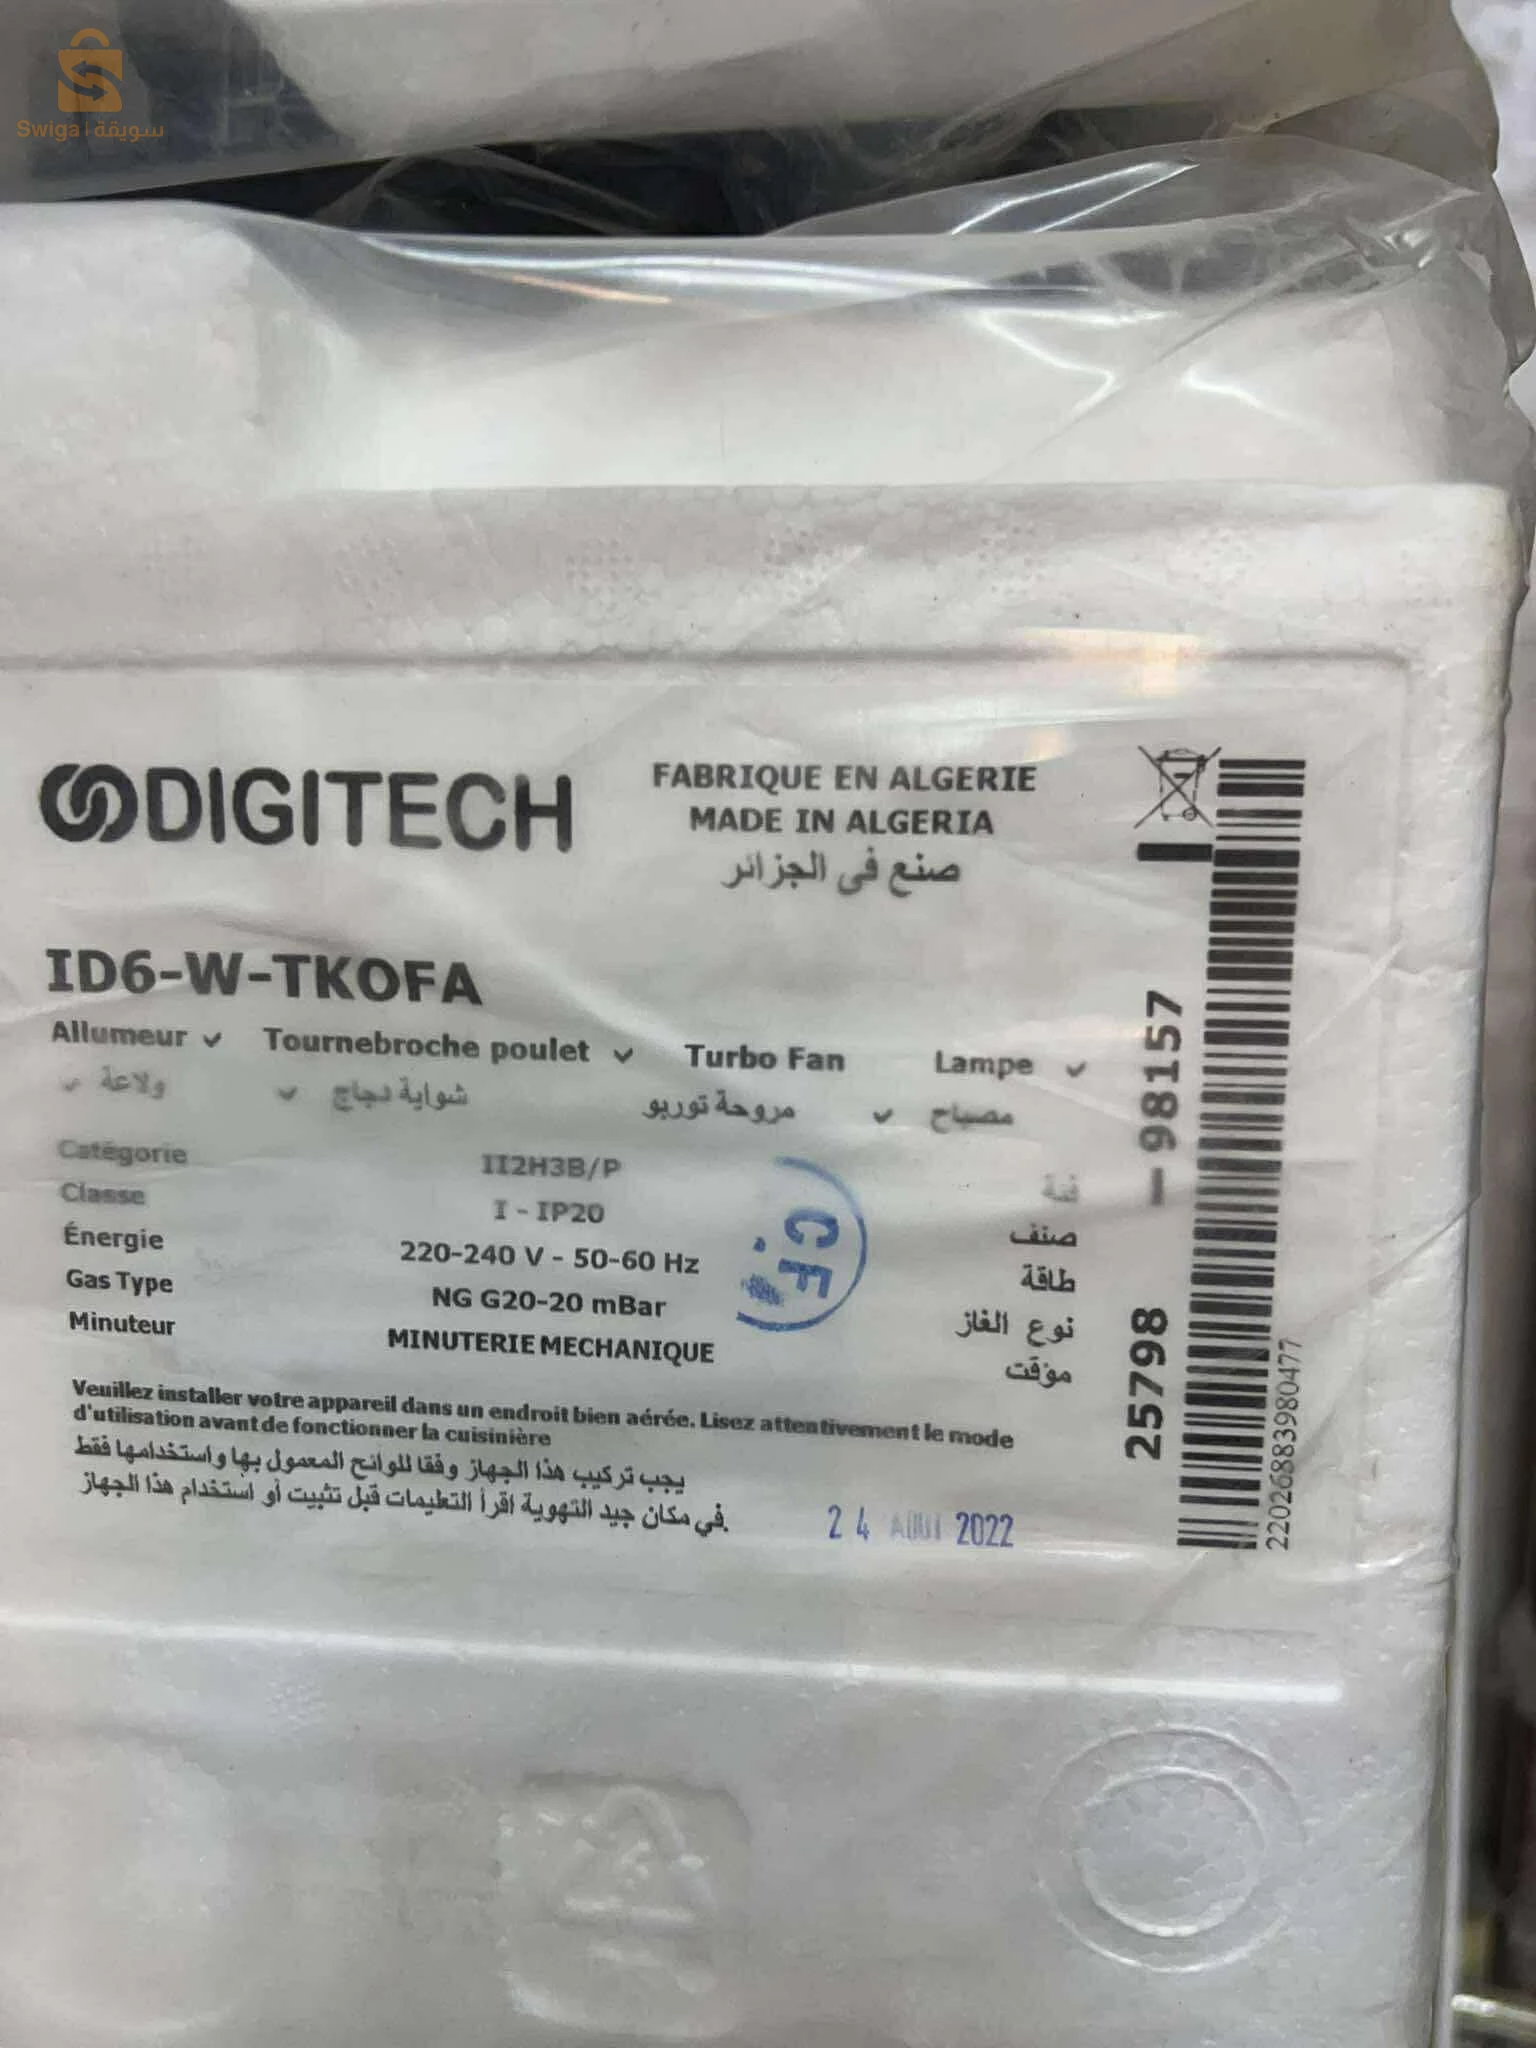 Swiga | سويقة
DIGITECH
FABRIQUE EN ALGERIE
MADE IN ALGERIA
صنع في الجزائر
ID6-W-TKOFA
Allumeur ✓ Tournebroche poulet ✓ Turbo Fan Lampe ✓
ولاعة ✓ شواية دجاج ✓ مروحة توربو مصباح ✓
Catégorie II2H3B/P فئة
Classe I - IP20 صنف
Énergie 220-240 V - 50-60 Hz طاقة
Gas Type NG G20-20 mBar نوع الغاز
Minuteur MINUTERIE MECHANIQUE مؤقت
Veuillez installer votre appareil dans un endroit bien aérée. Lisez attentivement le mode
d'utilisation avant de fonctionner la cuisinière
يجب تركيب هذا الجهاز وفقا للوائح المعمول بها واستخدامها فقط
في مكان جيد التهوية اقرأ التعليمات قبل تثبيت أو استخدام هذا الجهاز.
24 AOUT 2022
C.F
25798 — 98157
2202688398047​7